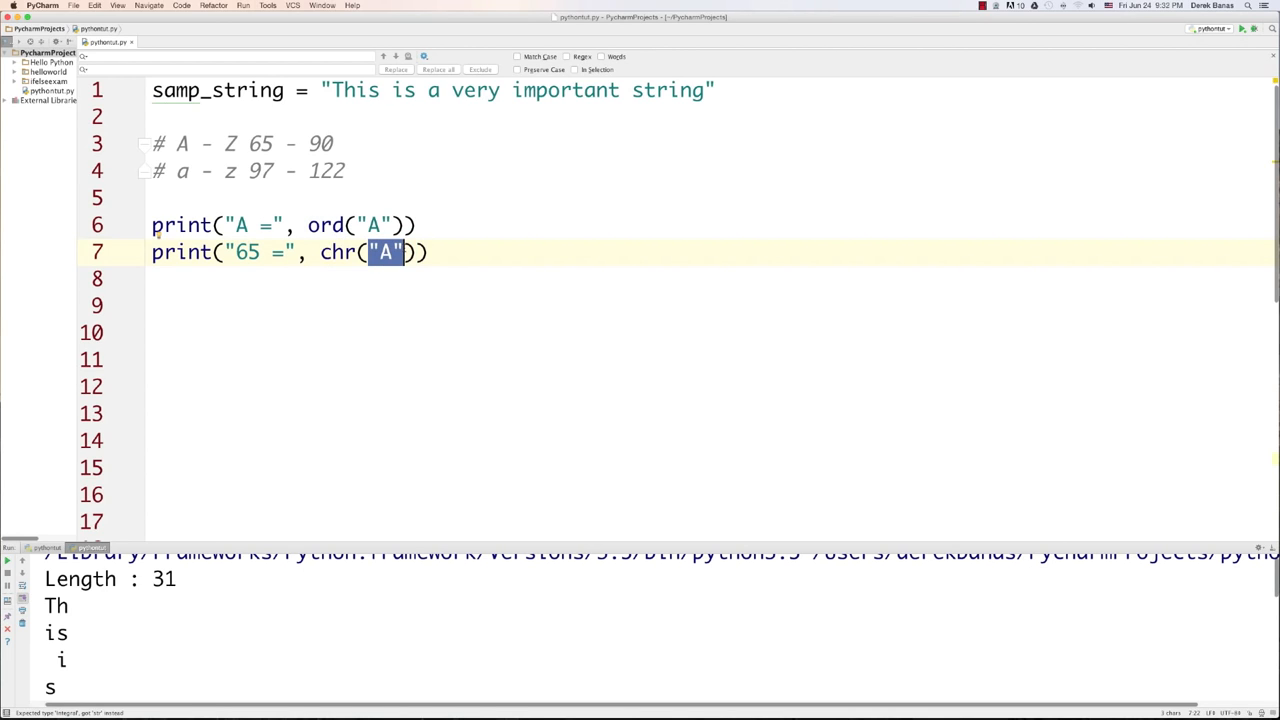 PyCharm File Edit View Navigate Code Refactor Run Tools VCS Window Help
10 Fri Jun 24 9:32 PM Derek Banas
pythontut.py - PycharmProjects - [~/PycharmProjects]
PycharmProjects pythontut.py
pythontut
pythontut.py
PycharmProject
Hello Python
helloworld
ifelseexam
pythontut.py
External Librarie
Match Case Regex Words
Replace Replace all Exclude Preserve Case In Selection
1 samp_string = "This is a very important string"
2
3 # A - Z 65 - 90
4 # a - z 97 - 122
5
6 print("A =", ord("A"))
7 print("65 =", chr("A"))
8
9
10
11
12
13
14
15
16
17
Run: pythontut pythontut
/Library/Frameworks/Python.framework/Versions/3.5/bin/python3.5 /Users/derekbanas/PycharmProjects/pytho
Length : 31
Th
is
i
s
Expected type 'Integral', got 'str' instead
3 chars 7:22 LF÷ UTF-8÷